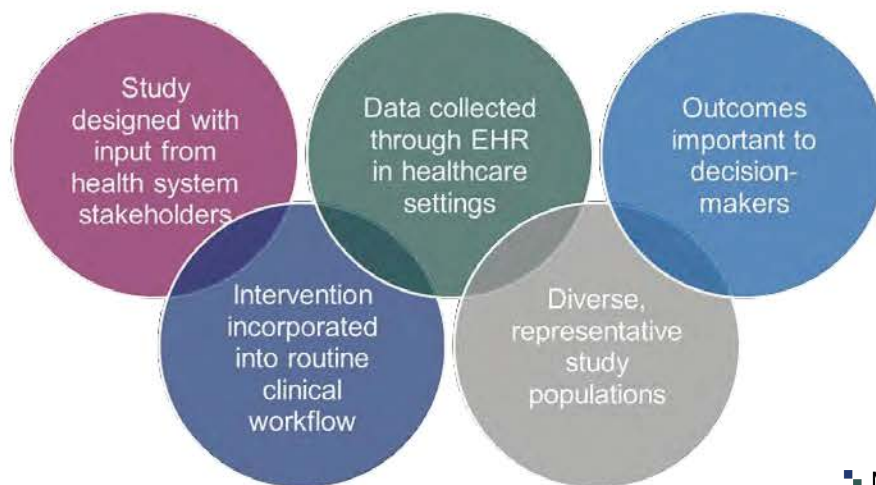 Study
designed with
input from
health system
stakeholders
Intervention
incorporated
into routine
clinical
workflow
Data collected
through EHR
in healthcare
settings
Diverse,
representative
study
populations
Outcomes
important to
decision-
makers